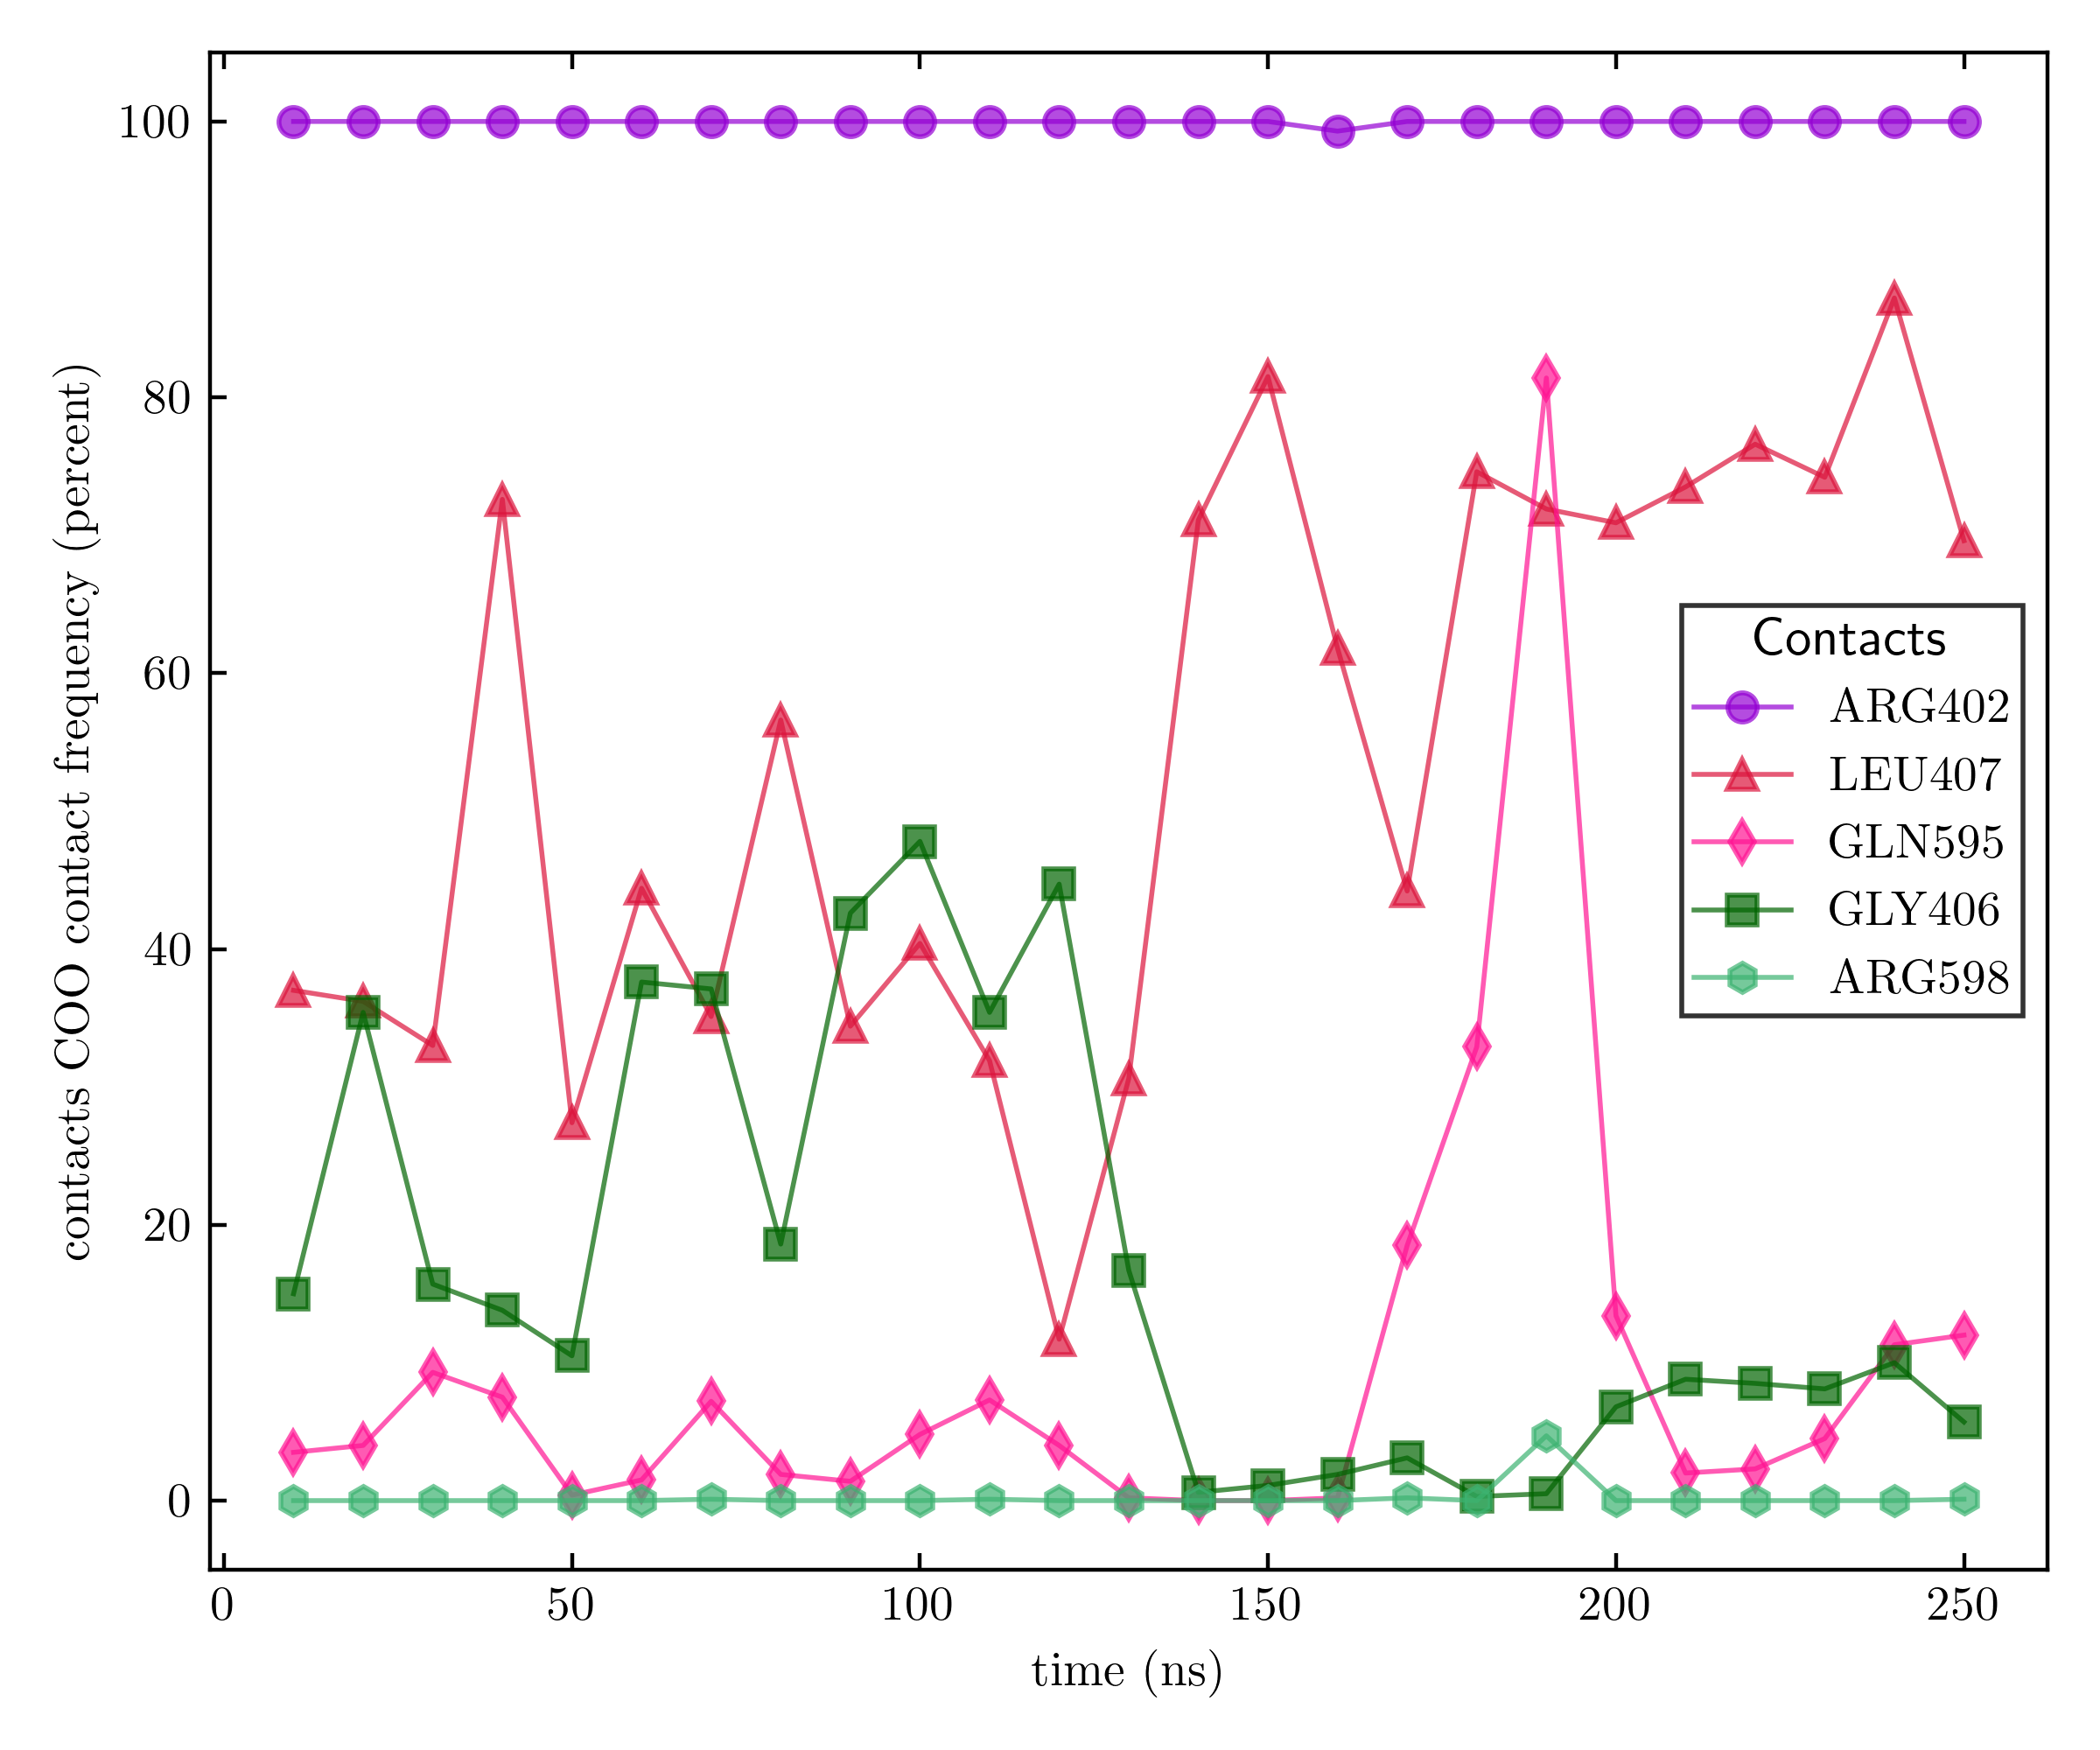 100
80
60
40
20
0
contacts COO contact frequency (percent)
0 50 100 150 200 250
time (ns)
Contacts
ARG402
LEU407
GLN595
GLY406
ARG598